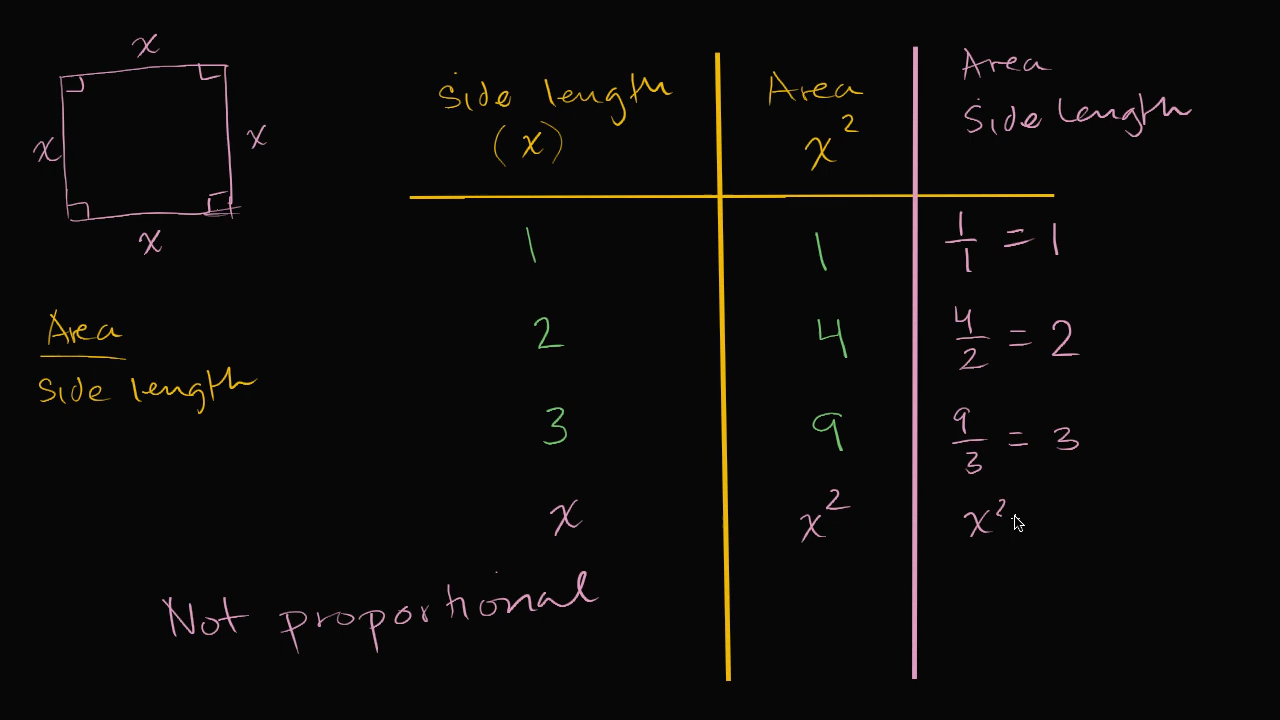 x
x
x
x
Area
Side length
Side length
(x)
Area
x²
Area
Side length
1
1
1/1 = 1
2
4
4/2 = 2
3
9
9/3 = 3
x
x²
x²
Not proportional